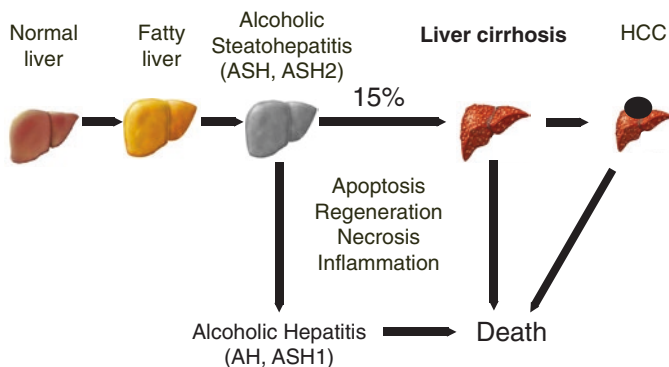 Normal
liver
Fatty
liver
Alcoholic
Steatohepatitis
(ASH, ASH2)
Liver cirrhosis
HCC
15%
Apoptosis
Regeneration
Necrosis
Inflammation
Alcoholic Hepatitis
(AH, ASH1)
Death